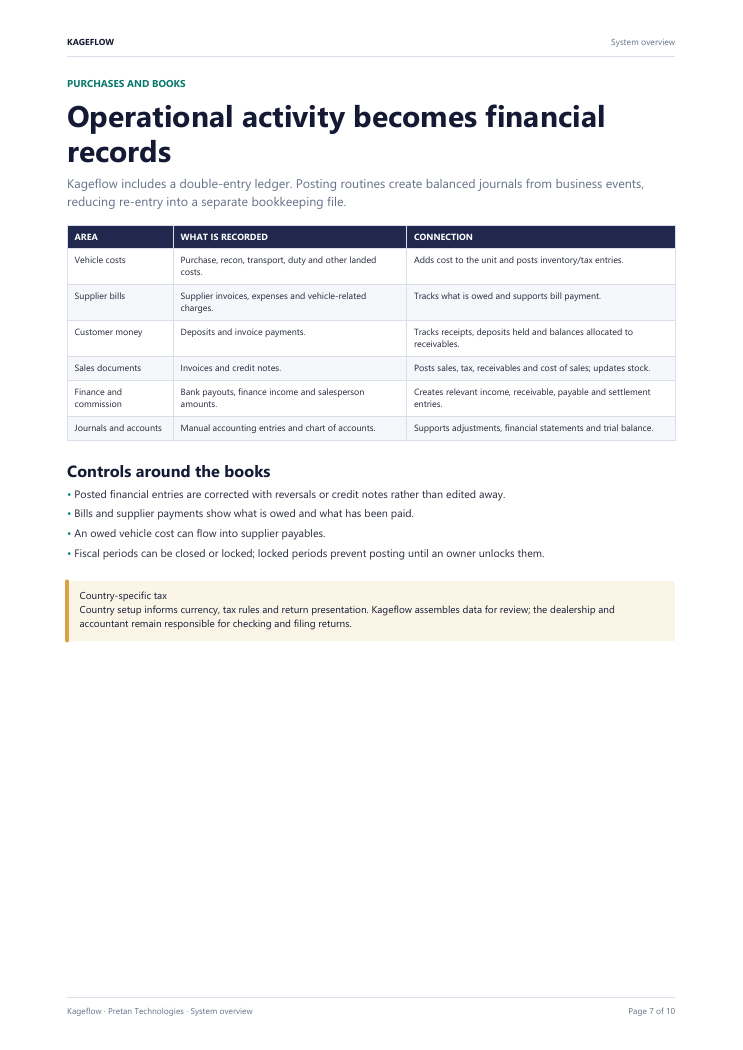 KAGEFLOW
System overview
PURCHASES AND BOOKS
Operational activity becomes financial
records
Kageflow includes a double-entry ledger. Posting routines create balanced journals from business events,
reducing re-entry into a separate bookkeeping file.
AREA
WHAT IS RECORDED
CONNECTION
Vehicle costs
Purchase, recon, transport, duty and other landed
costs.
Adds cost to the unit and posts inventory/tax entries.
Supplier bills
Supplier invoices, expenses and vehicle-related
charges.
Tracks what is owed and supports bill payment.
Customer money
Deposits and invoice payments.
Tracks receipts, deposits held and balances allocated to
receivables.
Sales documents
Invoices and credit notes.
Posts sales, tax, receivables and cost of sales; updates stock.
Finance and
commission
Bank payouts, finance income and salesperson
amounts.
Creates relevant income, receivable, payable and settlement
entries.
Journals and accounts
Manual accounting entries and chart of accounts.
Supports adjustments, financial statements and trial balance.
Controls around the books
• Posted financial entries are corrected with reversals or credit notes rather than edited away.
• Bills and supplier payments show what is owed and what has been paid.
• An owed vehicle cost can flow into supplier payables.
• Fiscal periods can be closed or locked; locked periods prevent posting until an owner unlocks them.
Country-specific tax
Country setup informs currency, tax rules and return presentation. Kageflow assembles data for review; the dealership and
accountant remain responsible for checking and filing returns.
Kageflow · Pretan Technologies · System overview
Page 7 of 10